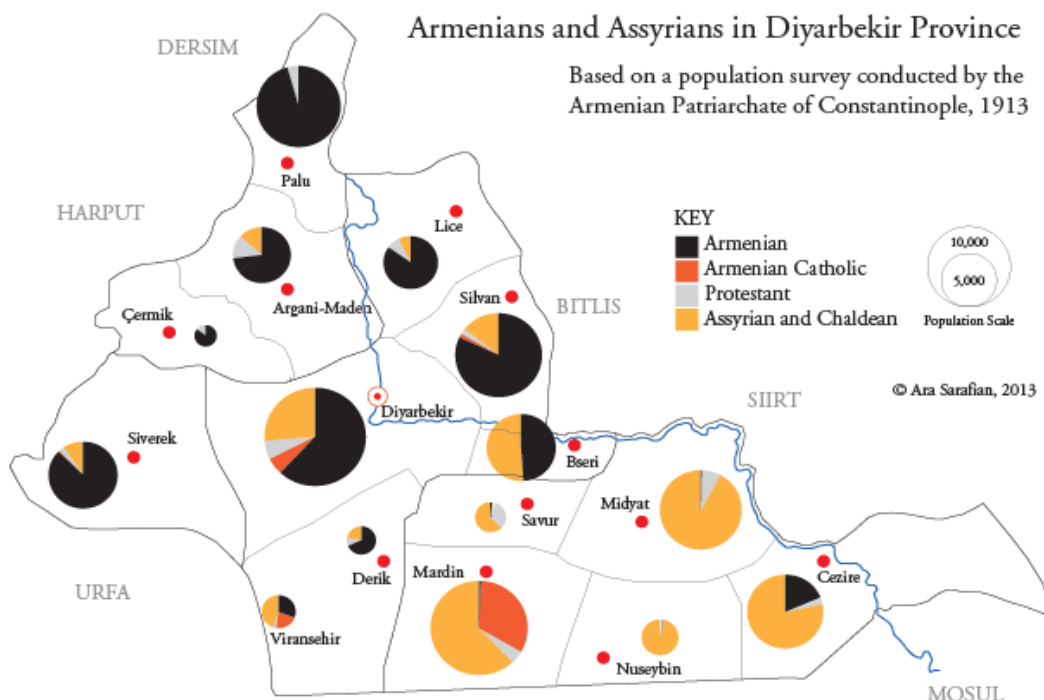 Armenians and Assyrians in Diyarbekir Province
Based on a population survey conducted by the
Armenian Patriarchate of Constantinople, 1913
DERSIM
Palu
HARPUT
Lice
KEY
Armenian
Armenian Catholic
Protestant
Assyrian and Chaldean
10,000
5,000
Population Scale
Argani-Maden
Silvan
BITLIS
Çermik
© Ara Sarafian, 2013
SIIRT
Diyarbekir
Siverek
Bseri
Midyat
Savur
Derik
Mardin
Cezire
URFA
Viransehir
Nuseybin
MOSUL